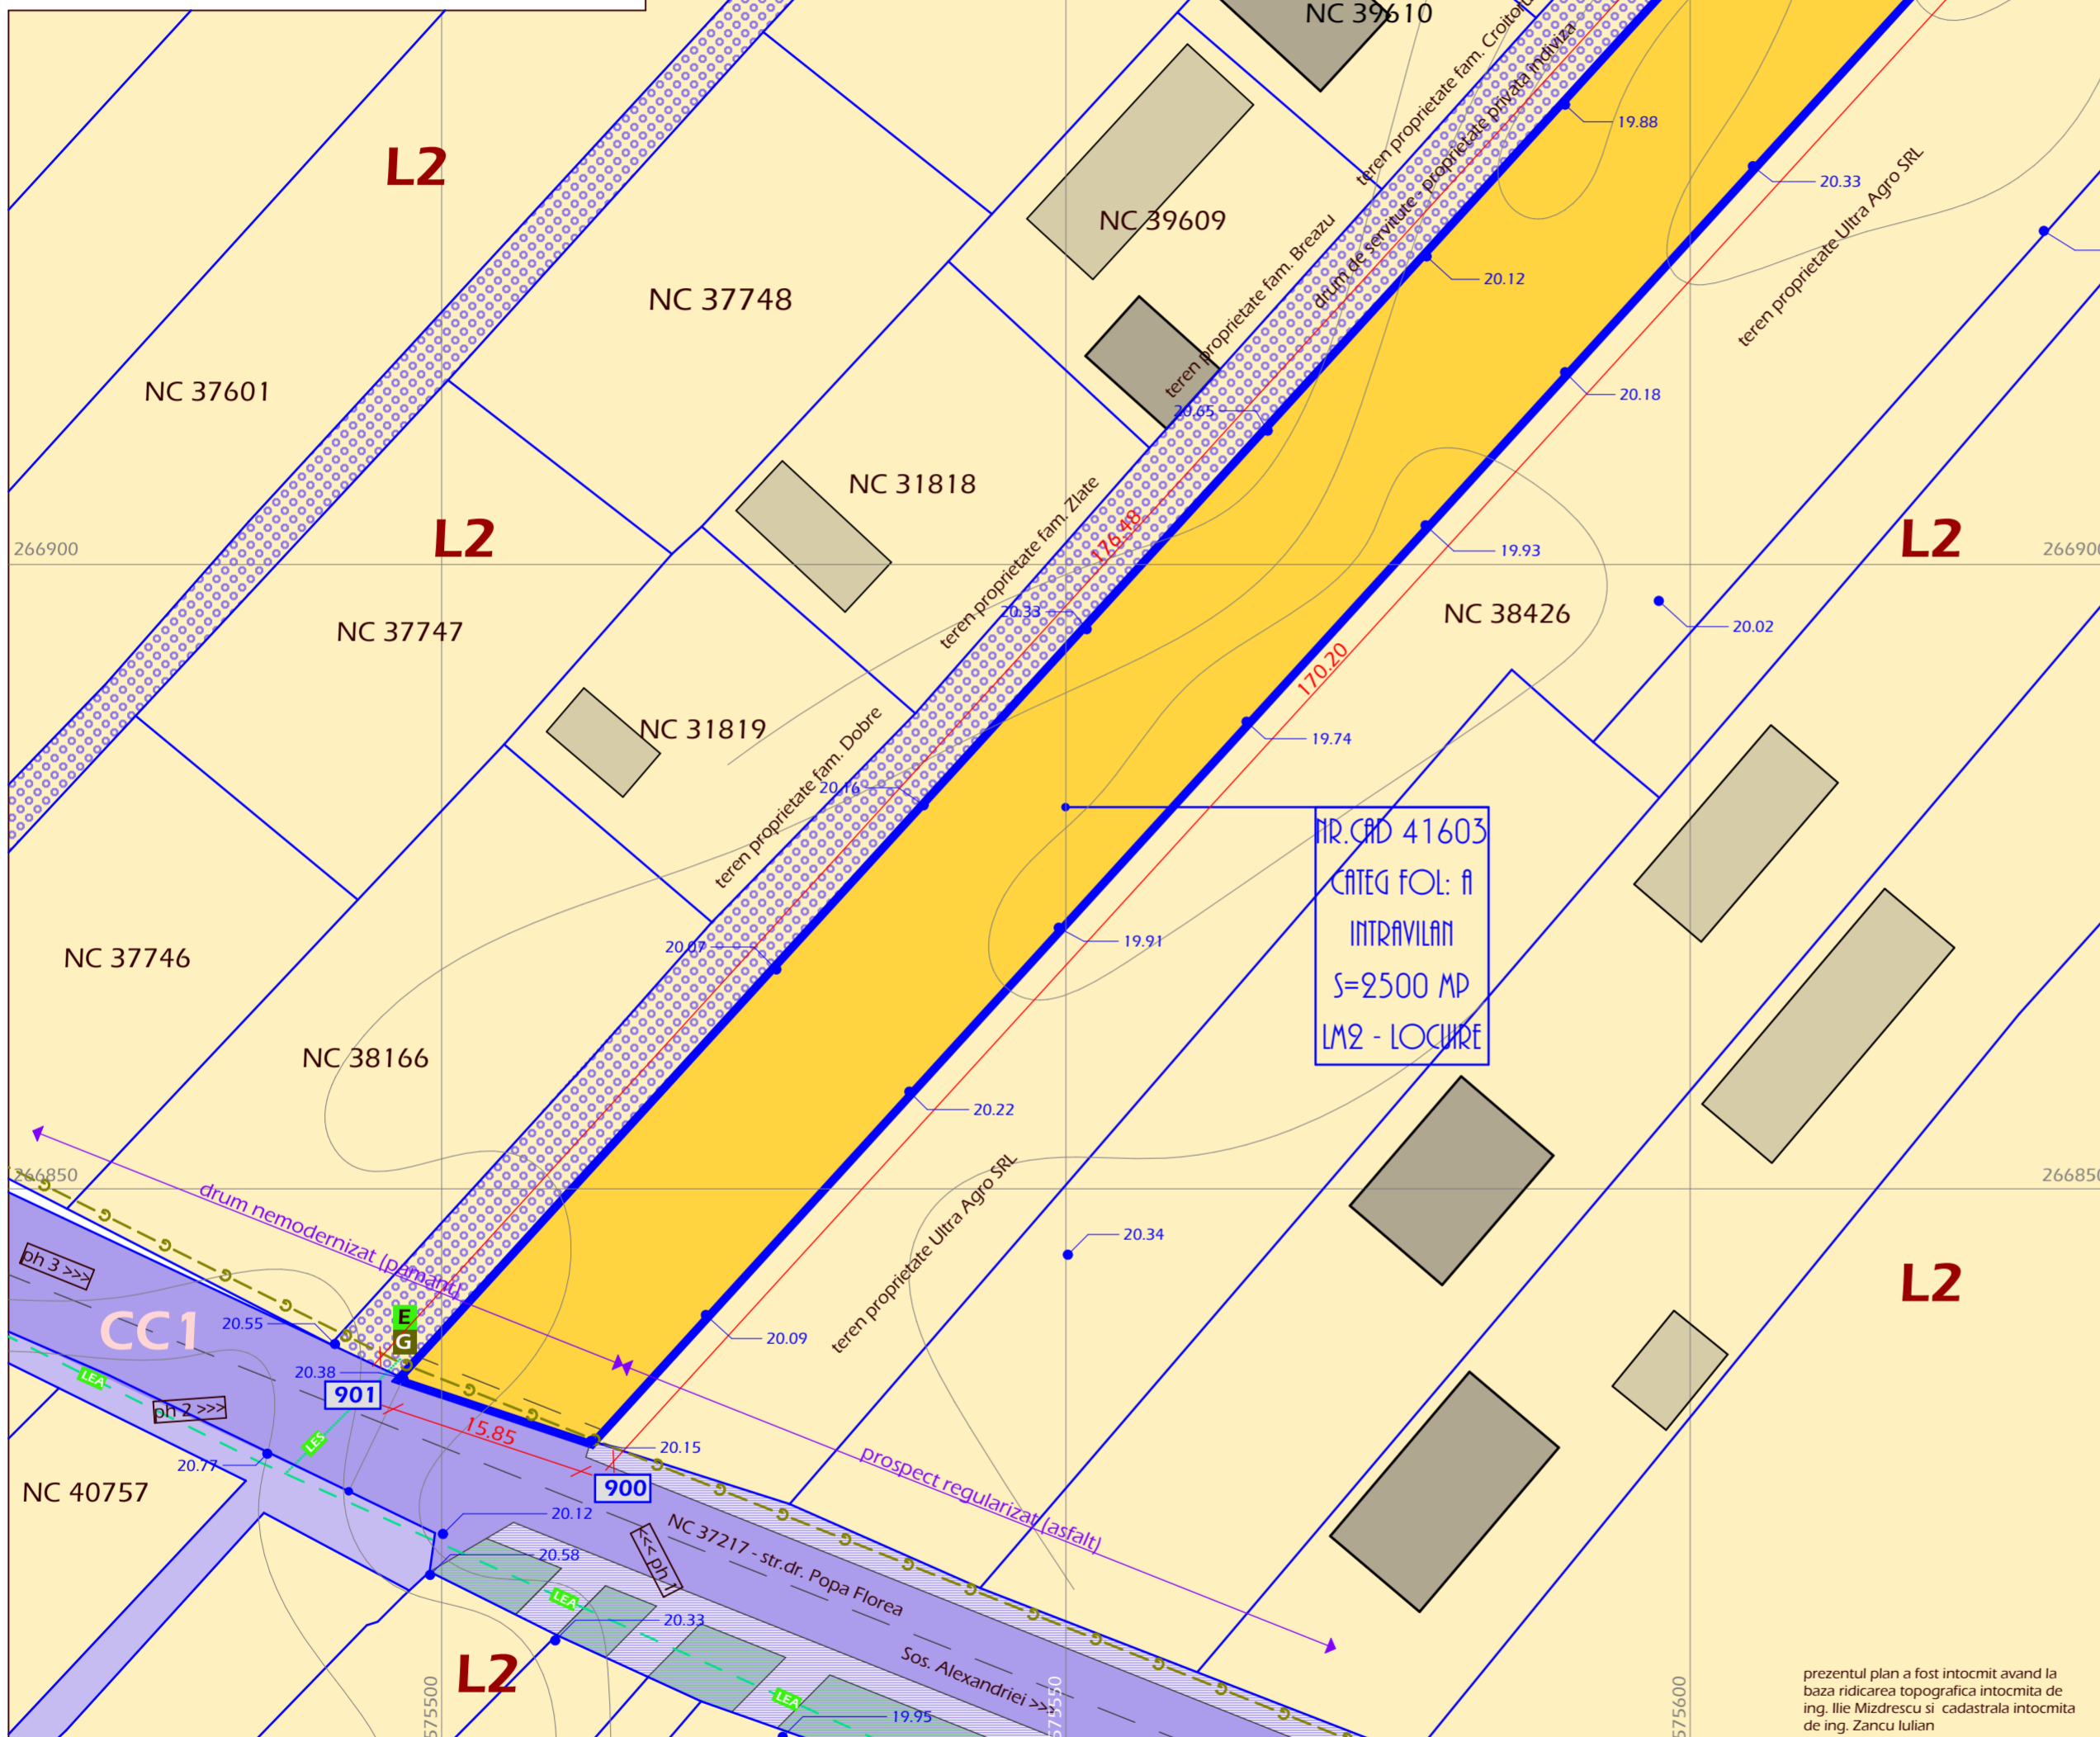 NC 39610
teren proprietate fam. Croitoru
drum de servitute - proprietate privata indiviza
19.88
L2
20.33
teren proprietate Ultra Agro SRL
NC 39609
teren proprietate fam. Breazu
20.12
NC 37748
NC 37601
20.18
20.65
NC 31818
teren proprietate fam. Zlate
176.48
L2
L2
266900
266900
19.93
NC 38426
20.02
20.33
NC 37747
170.20
NC 31819
teren proprietate fam. Dobre
19.74
20.16
NR.CAD 41603
CATEG FOL: A
INTRAVILAN
S=2500 MP
LM2 - LOCUIRE
20.07
19.91
NC 37746
NC 38166
20.22
266850
266850
teren proprietate Ultra Agro SRL
drum nemodernizat (pamant)
20.34
ph 3 >>>
CC1
E
G
20.55
20.09
L2
20.38
901
LEA
ph 2 >>>
15.85
LES
20.15
20.77
900
prospect regularizat (asfalt)
NC 40757
20.12
NC 37217 - str.dr. Popa Florea
<<< ph 1
20.58
LEA
20.33
Sos. Alexandriei >>>
L2
LEA
19.95
575500
575550
575600
prezentul plan a fost intocmit avand la
baza ridicarea topografica intocmita de
ing. Ilie Mizdrescu si cadastrala intocmita
de ing. Zancu Iulian
G G G G G G G G G G G G G G G G G G G G G G